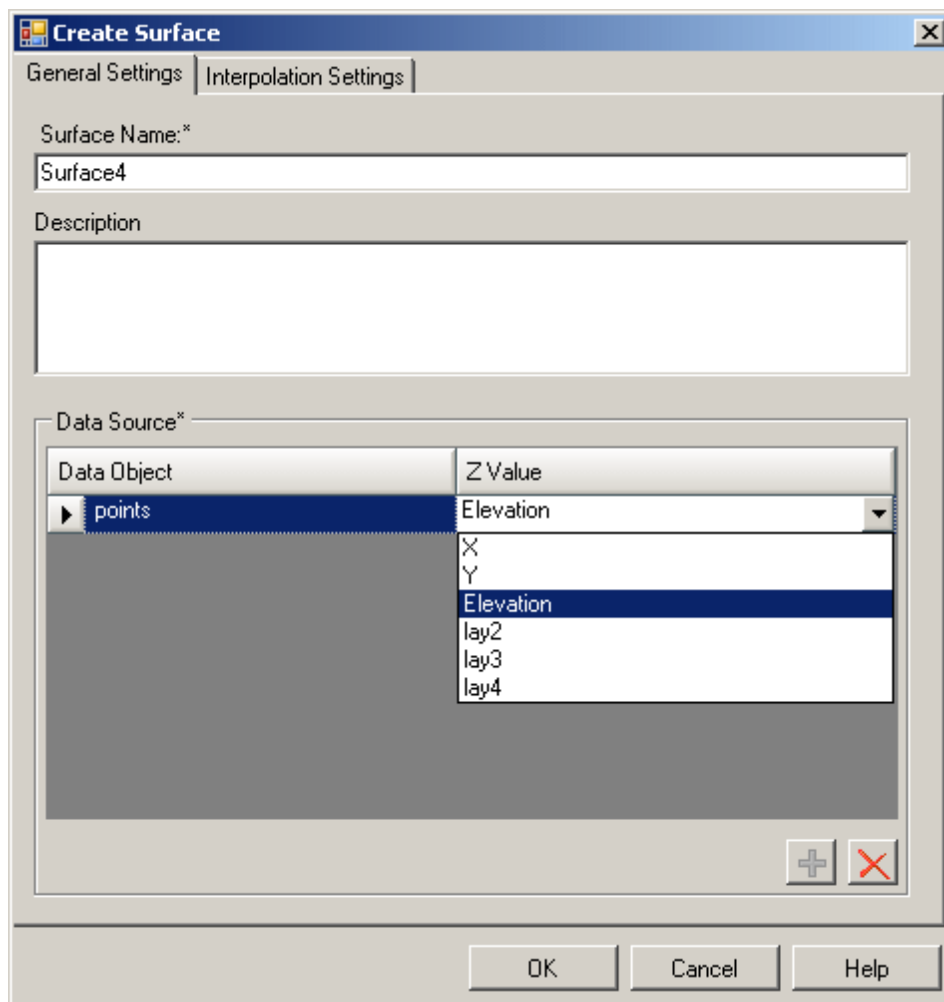 Create Surface
General Settings Interpolation Settings
Surface Name:*
Surface4
Description
Data Source*
Data Object Z Value
points Elevation
X
Y
Elevation
lay2
lay3
lay4
OK Cancel Help